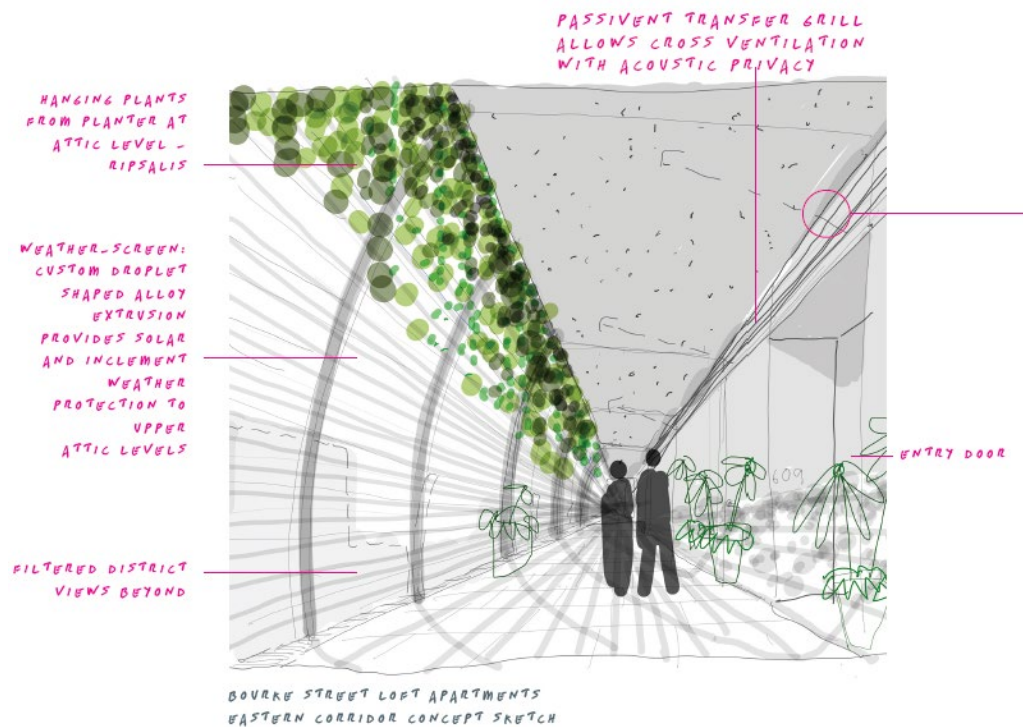 PASSIVENT TRANSFER GRILL
ALLOWS CROSS VENTILATION
WITH ACOUSTIC PRIVACY
HANGING PLANTS
FROM PLANTER AT
ATTIC LEVEL -
RIPSALIS
WEATHER-SCREEN:
CUSTOM DROPLET
SHAPED ALLOY
EXTRUSION
PROVIDES SOLAR
AND INCLEMENT
WEATHER
PROTECTION TO
UPPER
ATTIC LEVELS
ENTRY DOOR
609
FILTERED DISTRICT
VIEWS BEYOND
BOURKE STREET LOFT APARTMENTS
EASTERN CORRIDOR CONCEPT SKETCH